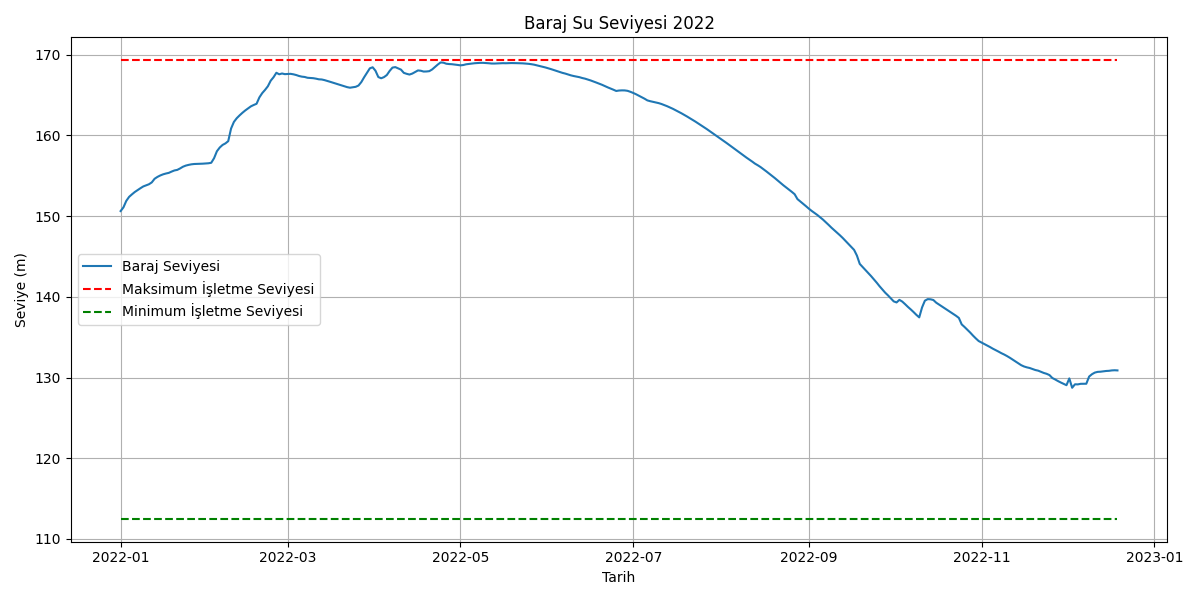 Baraj Su Seviyesi 2022
Seviye (m)
170
160
150
140
130
120
110
Baraj Seviyesi
Maksimum İşletme Seviyesi
Minimum İşletme Seviyesi
2022-01
2022-03
2022-05
2022-07
2022-09
2022-11
2023-01
Tarih